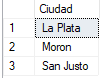 Ciudad
1 La Plata
2 Moron
3 San Justo